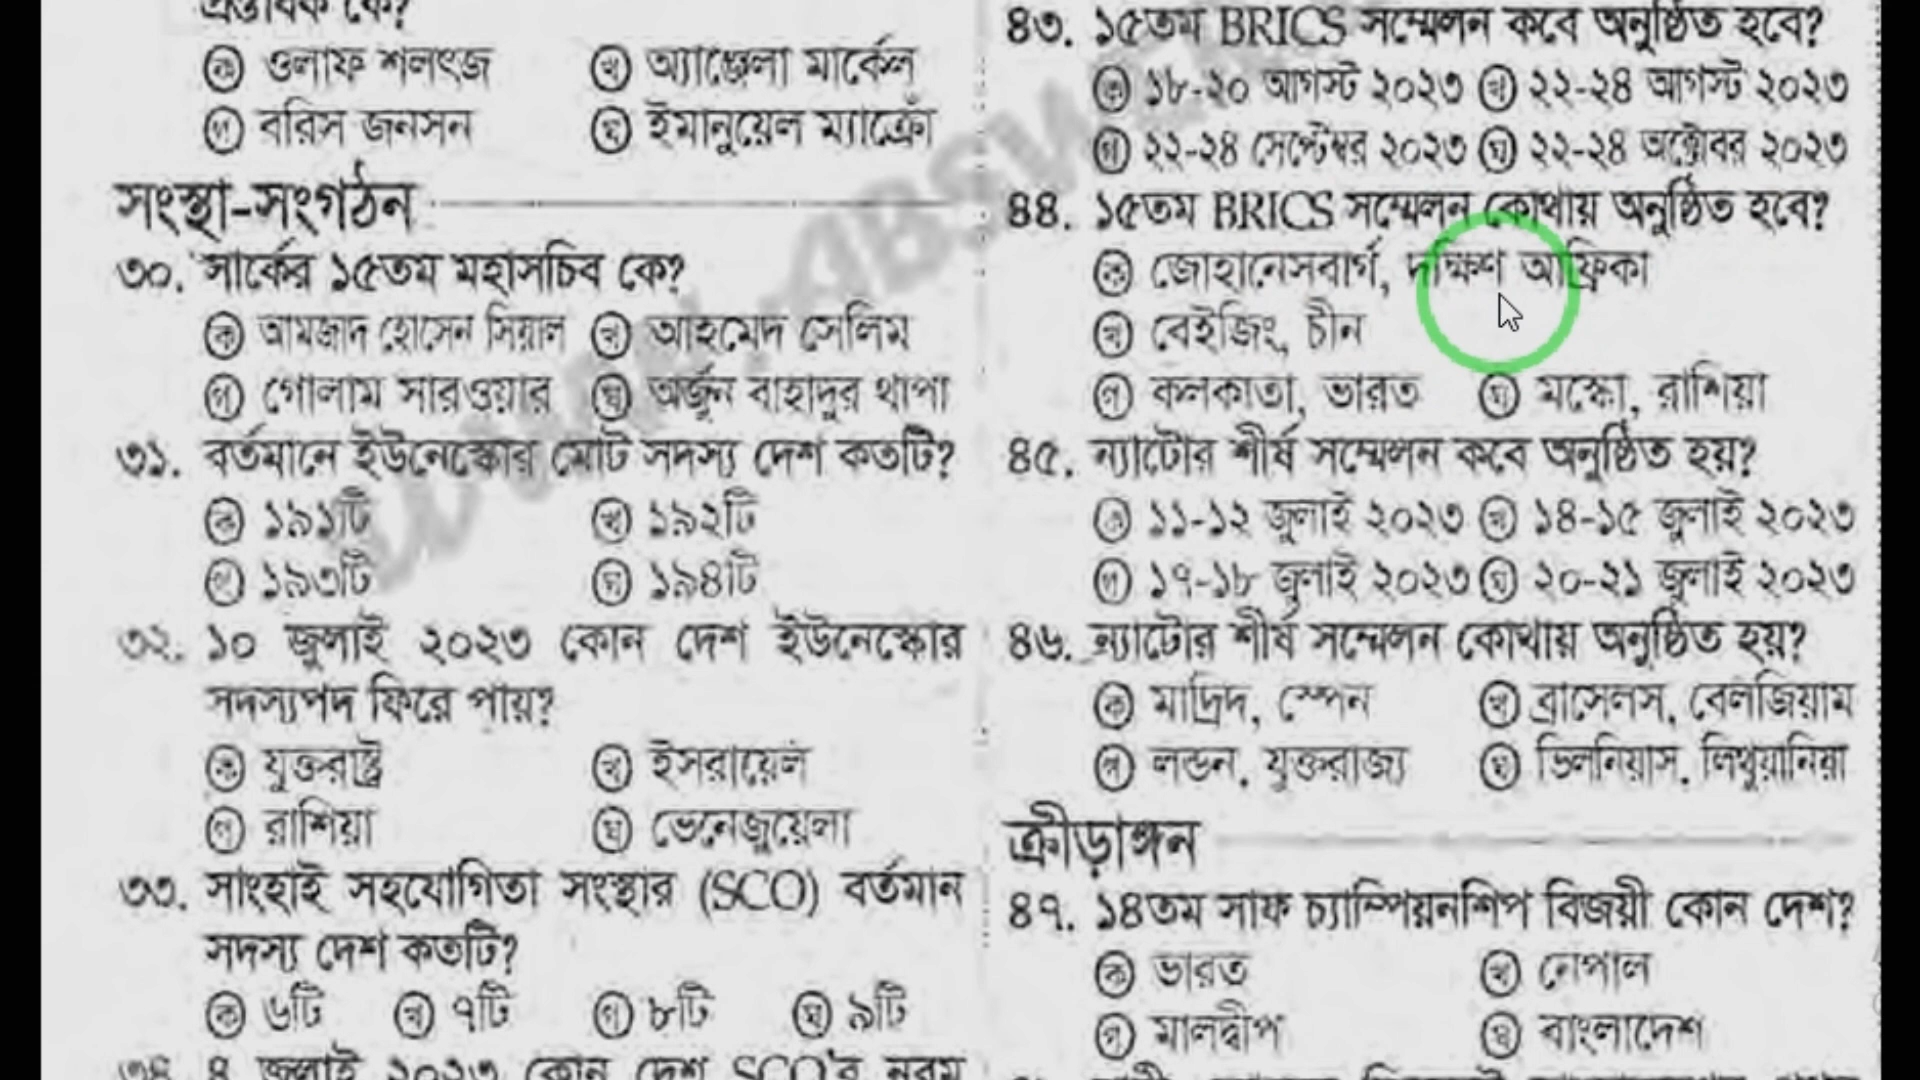 কে?
ক ওলাফ শলৎজ খ অ্যাঞ্জেলা মার্কেল
গ বরিস জনসন ঘ ইমানুয়েল ম্যাক্রোঁ
সংস্থা-সংগঠন
৩০. সার্কের ১৫তম মহাসচিব কে?
ক আমজাদ হোসেন সিয়াল খ আহমেদ সেলিম
গ গোলাম সারওয়ার ঘ অর্জুন বাহাদুর থাপা
৩১. বর্তমানে ইউনেস্কোর মোট সদস্য দেশ কতটি?
ক ১৯১টি খ ১৯২টি
গ ১৯৩টি ঘ ১৯৪টি
৩২. ১০ জুলাই ২০২৩ কোন দেশ ইউনেস্কোর
সদস্যপদ ফিরে পায়?
ক যুক্তরাষ্ট্র খ ইসরায়েল
গ রাশিয়া ঘ ভেনেজুয়েলা
৩৩. সাংহাই সহযোগিতা সংস্থার (SCO) বর্তমান
সদস্য দেশ কতটি?
ক ৬টি খ ৭টি গ ৮টি ঘ ৯টি
৩৪. ৪ জুলাই ২০২৩ কোন দেশ SCO'র নবম
৪৩. ১৫তম BRICS সম্মেলন কবে অনুষ্ঠিত হবে?
ক ১৮-২০ আগস্ট ২০২৩ খ ২২-২৪ আগস্ট ২০২৩
গ ২২-২৪ সেপ্টেম্বর ২০২৩ ঘ ২২-২৪ অক্টোবর ২০২৩
৪৪. ১৫তম BRICS সম্মেলন কোথায় অনুষ্ঠিত হবে?
ক জোহানেসবার্গ, দক্ষিণ আফ্রিকা
খ বেইজিং, চীন
গ কলকাতা, ভারত ঘ মস্কো, রাশিয়া
৪৫. ন্যাটোর শীর্ষ সম্মেলন কবে অনুষ্ঠিত হয়?
ক ১১-১২ জুলাই ২০২৩ খ ১৪-১৫ জুলাই ২০২৩
গ ১৭-১৮ জুলাই ২০২৩ ঘ ২০-২১ জুলাই ২০২৩
৪৬. ন্যাটোর শীর্ষ সম্মেলন কোথায় অনুষ্ঠিত হয়?
ক মাদ্রিদ, স্পেন খ ব্রাসেলস, বেলজিয়াম
গ লন্ডন, যুক্তরাজ্য ঘ ভিলনিয়াস, লিথুয়ানিয়া
ক্রীড়াঙ্গন
৪৭. ১৪তম সাফ চ্যাম্পিয়নশিপ বিজয়ী কোন দেশ?
ক ভারত খ নেপাল
গ মালদ্বীপ ঘ বাংলাদেশ